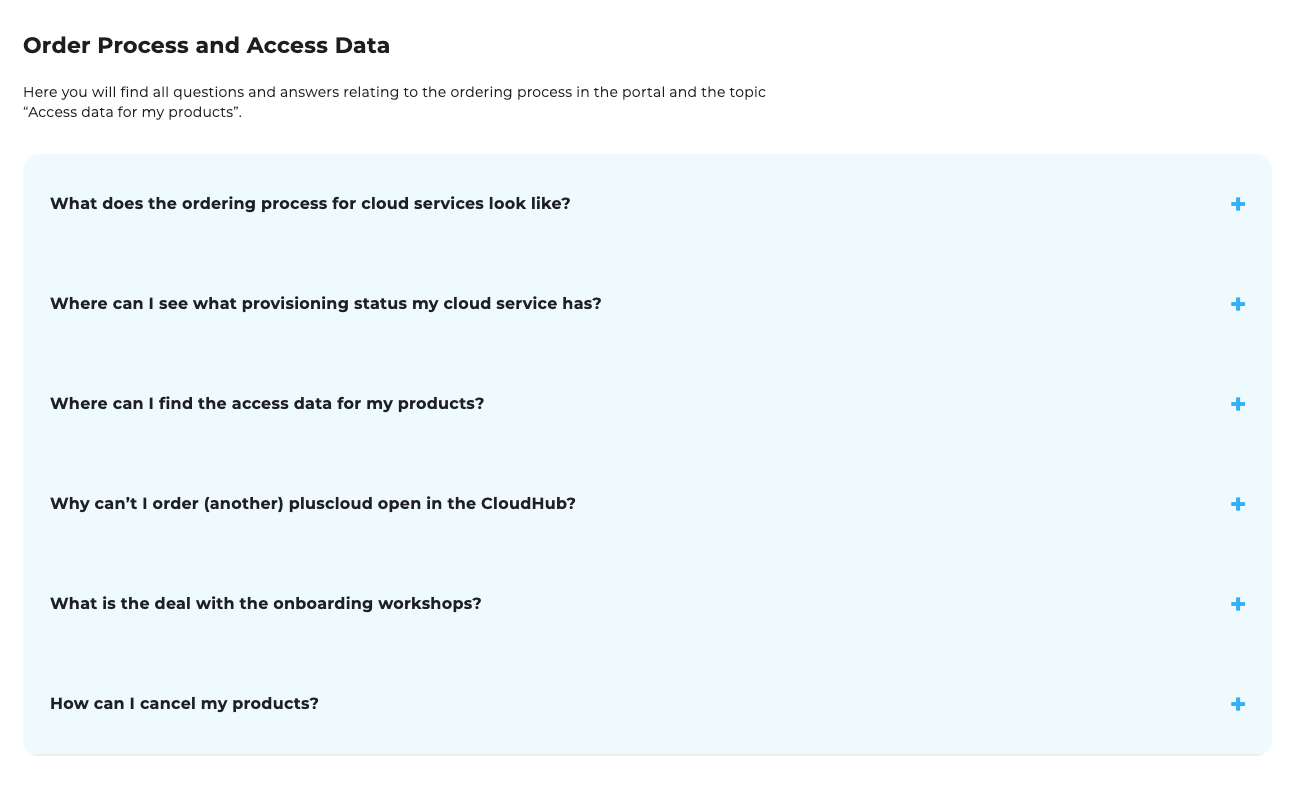 Order Process and Access Data
Here you will find all questions and answers relating to the ordering process in the portal and the topic
“Access data for my products”.
What does the ordering process for cloud services look like?
Where can I see what provisioning status my cloud service has?
Where can I find the access data for my products?
Why can’t I order (another) pluscloud open in the CloudHub?
What is the deal with the onboarding workshops?
How can I cancel my products?